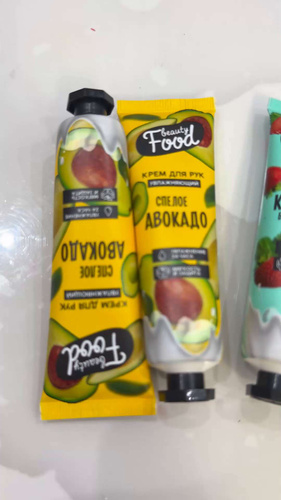 beauty
Food
КРЕМ ДЛЯ РУК
УВЛАЖНЯЮЩИЙ
СПЕЛОЕ
АВОКАДО
beauty
Food
КРЕМ ДЛЯ РУК
УВЛАЖНЯЮЩИЙ
СПЕЛОЕ
АВОКАДО